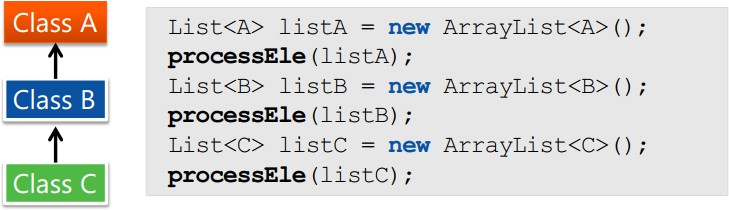 Class A
Class B
Class C
List<A> listA = new ArrayList<A>();
processEle(listA);
List<B> listB = new ArrayList<B>();
processEle(listB);
List<C> listC = new ArrayList<C>();
processEle(listC);